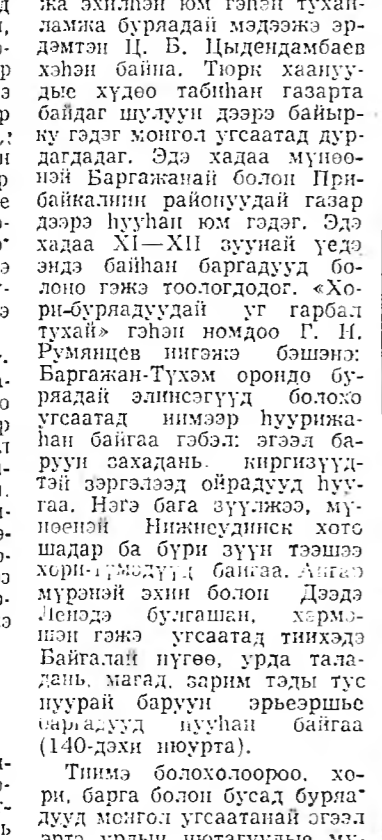 жа эхилһэн юм гэһэн тухай-
ламжа буряадай мэдээжэ эр-
дэмтэн Ц. Б. Цыдендамбаев
хэһэн байна. Тюрк хаануу-
дые хүдөө табиһан газарта
байдаг шулуун дээрэ байыр-
ку гэдэг монгол угсаатад дур-
дагдадаг. Эдэ хадаа мүнөө-
нэй Баргажанай болон При-
байкалиин районуудай газар
дээрэ һууһан юм гэдэг. Эдэ
хадаа XI—XII зуунай үедэ
эндэ байһан баргадууд бо-
лоно гэжэ тоологдодог. «Хо-
ри-буряадуудай уг гарбал
тухай» гэһэн номдоо Г. Н.
Румянцев нигэжэ бэшэнэ:
Баргажан-Түхэм орондо бу-
ряадай элинсэгүүд болохо
угсаатад нимээр һуурижа-
һан байгаа гэбэл: эгээл ба-
руун захадань киргизүүд-
тэй зэргэлээд ойрадууд һуу-
гаа. Нэгэ бага зүүлжээ, мү-
нөөнэй Нижнеудинск хото
шадар ба бүри зүүн тээшээ
хори-түмэдүүд байгаа. Ангар
мүрэнэй эхин болон Дээдэ
Ленэдэ булгашан, хэрмэ-
шэн гэжэ угсаатад тиихэдэ
Байгалай нүгөө, урда тала-
дань, магад, зарим тэды тус
нуурай баруун эрьеэршье
баргадууд һууһан байгаа
(140-дэхи нюурта).
Тиимэ болохолоороо, хо-
ри, барга болон бусад буряа-
дууд монгол угсаатанай эгээл